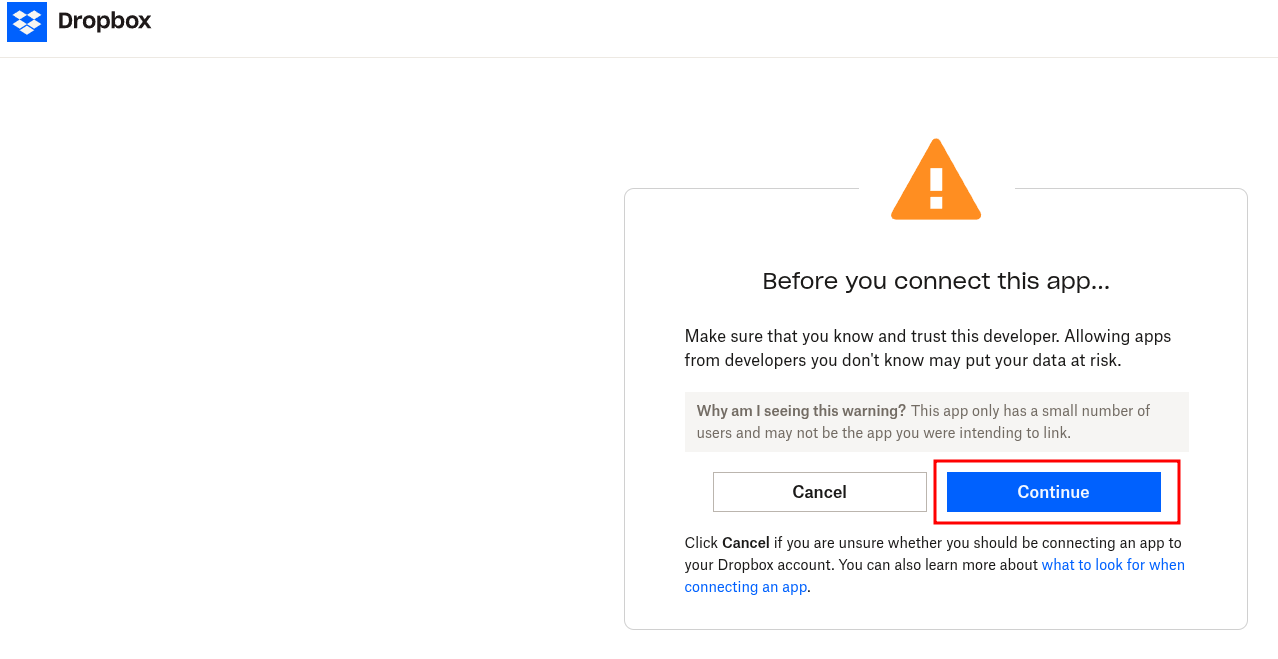 Dropbox
Before you connect this app...
Make sure that you know and trust this developer. Allowing apps
from developers you don't know may put your data at risk.
Why am I seeing this warning? This app only has a small number of
users and may not be the app you were intending to link.
Cancel Continue
Click Cancel if you are unsure whether you should be connecting an app to
your Dropbox account. You can also learn more about what to look for when
connecting an app.